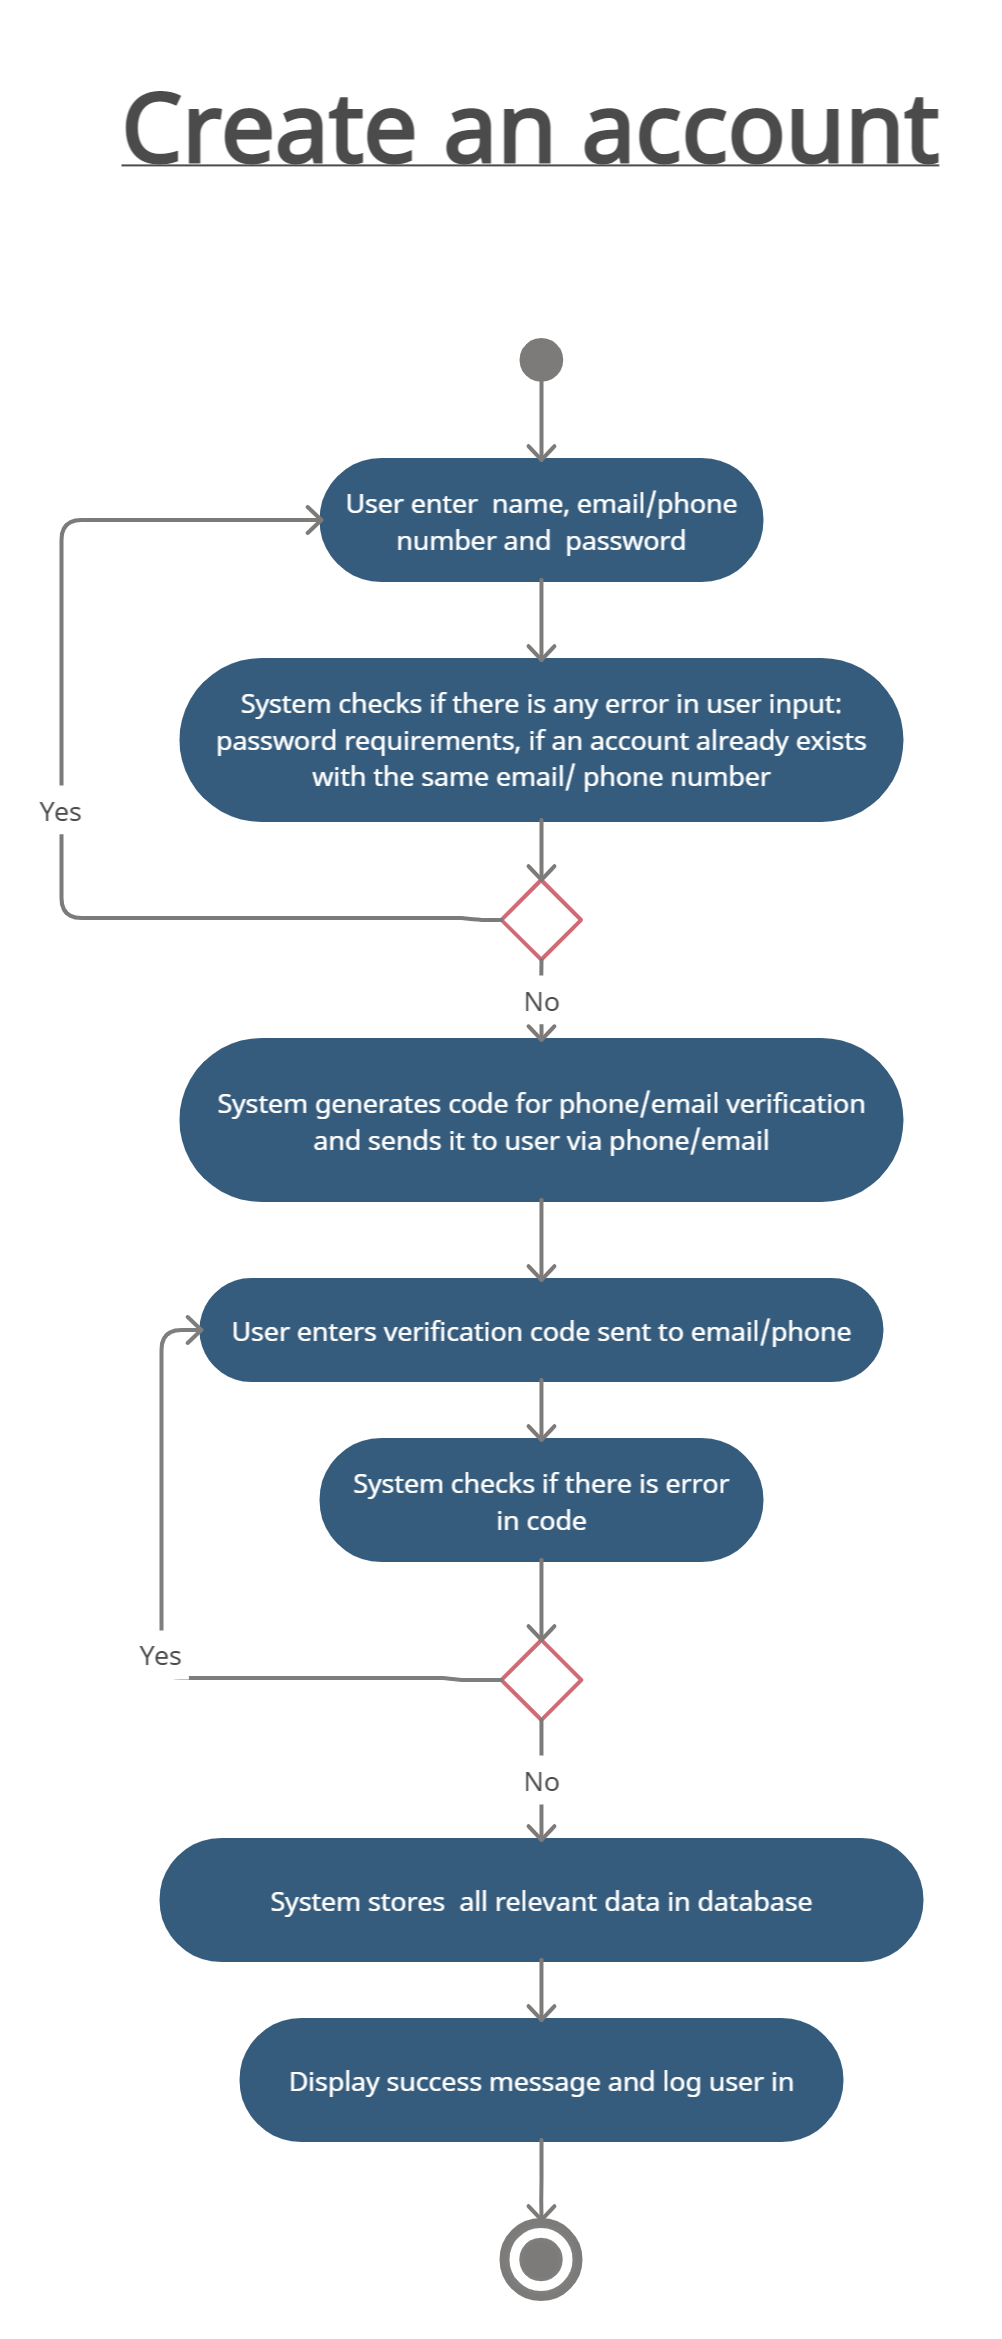 Create an account
User enter  name, email/phone
number and  password
System checks if there is any error in user input:
password requirements, if an account already exists
with the same email/ phone number
Yes
No
System generates code for phone/email verification
and sends it to user via phone/email
User enters verification code sent to email/phone
System checks if there is error
in code
Yes
No
System stores  all relevant data in database
Display success message and log user in